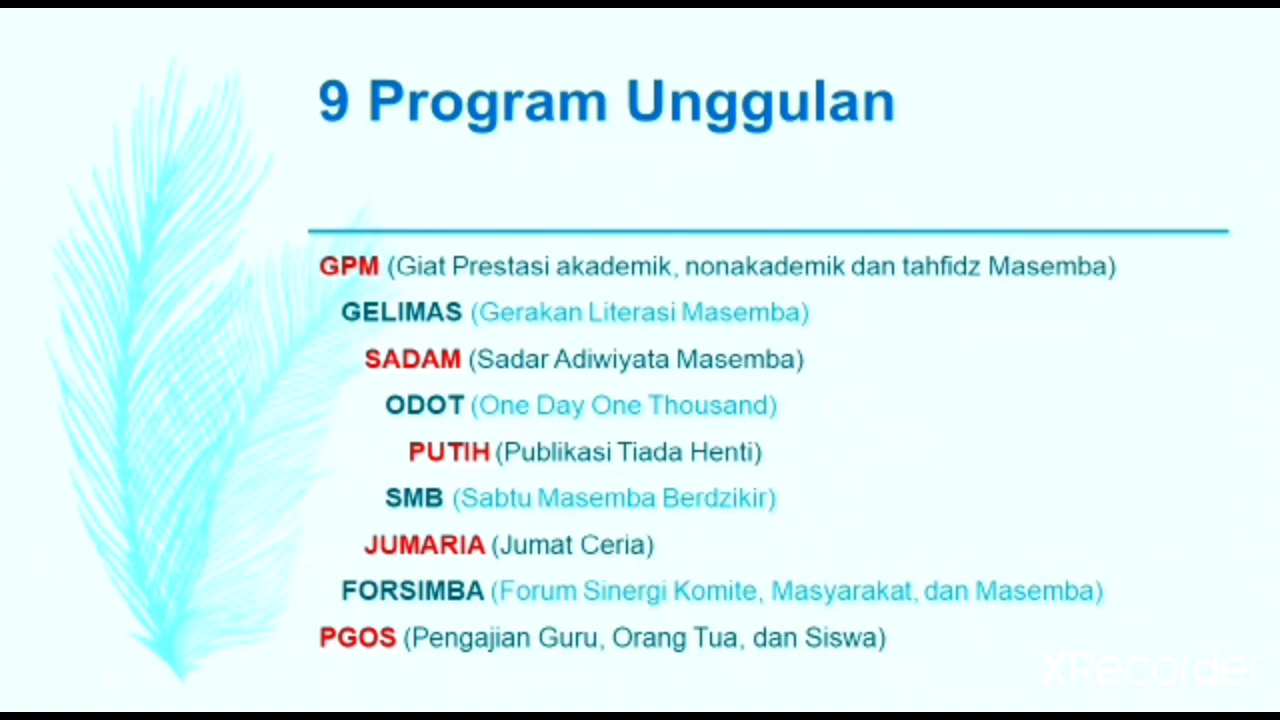 9 Program Unggulan
GPM (Giat Prestasi akademik, nonakademik dan tahfidz Masemba)
GELIMAS (Gerakan Literasi Masemba)
SADAM (Sadar Adiwiyata Masemba)
ODOT (One Day One Thousand)
PUTIH (Publikasi Tiada Henti)
SMB (Sabtu Masemba Berdzikir)
JUMARIA (Jumat Ceria)
FORSIMBA (Forum Sinergi Komite, Masyarakat, dan Masemba)
PGOS (Pengajian Guru, Orang Tua, dan Siswa)
XRecorder